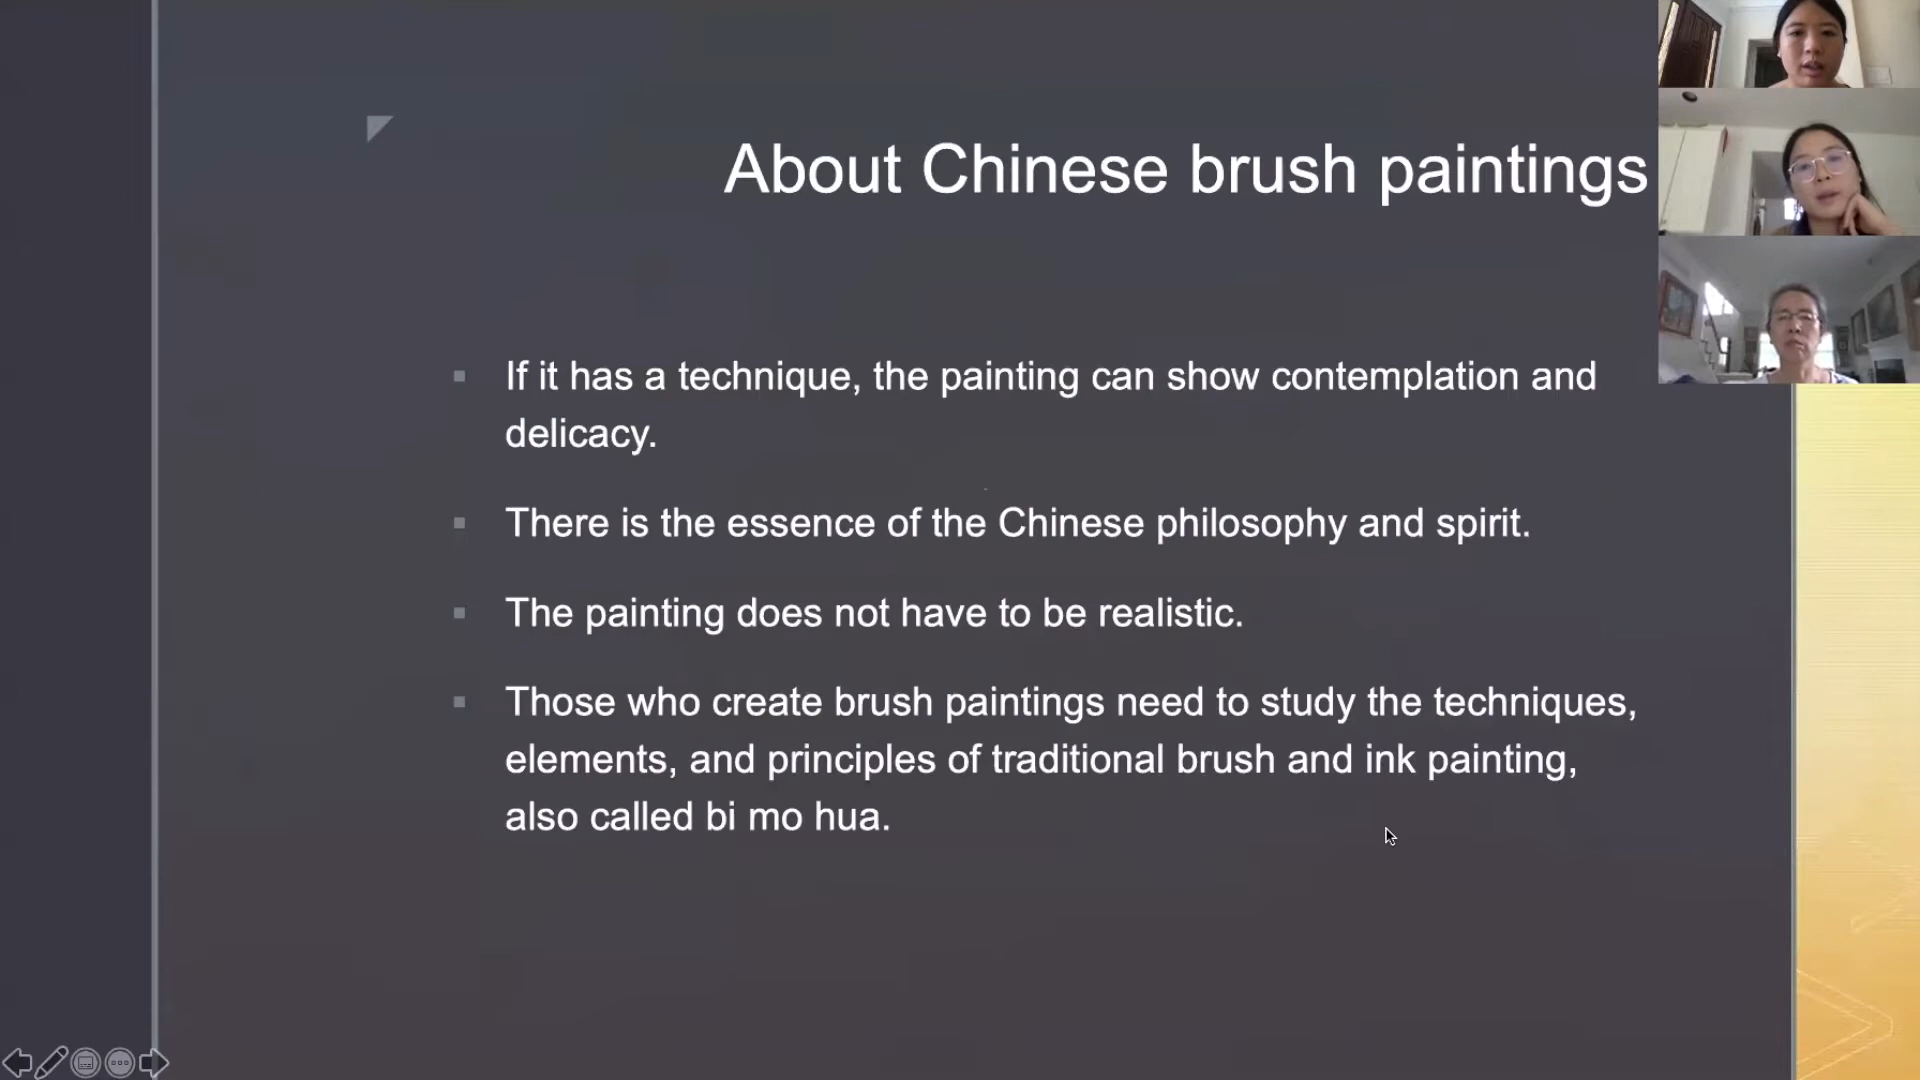 About Chinese brush paintings
If it has a technique, the painting can show contemplation and
delicacy.
There is the essence of the Chinese philosophy and spirit.
The painting does not have to be realistic.
Those who create brush paintings need to study the techniques,
elements, and principles of traditional brush and ink painting,
also called bi mo hua.